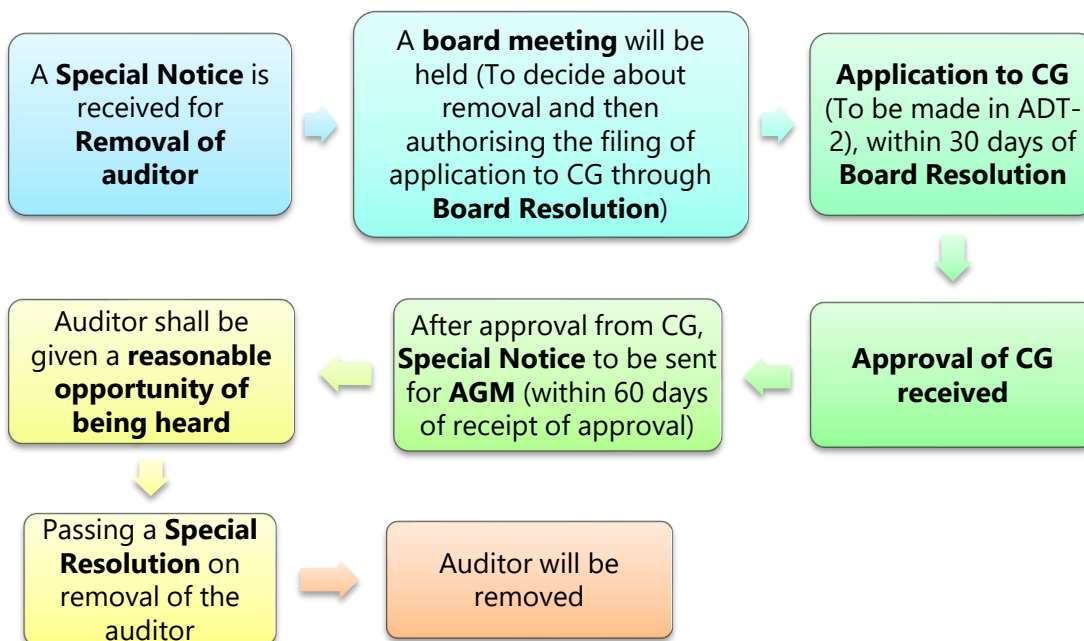 A Special Notice is
received for
Removal of
auditor
A board meeting will be
held (To decide about
removal and then
authorising the filing of
application to CG through
Board Resolution)
Application to CG
(To be made in ADT-
2), within 30 days of
Board Resolution
Approval of CG
received
After approval from CG,
Special Notice to be sent
for AGM (within 60 days
of receipt of approval)
Auditor shall be
given a reasonable
opportunity of
being heard
Passing a Special
Resolution on
removal of the
auditor
Auditor will be
removed